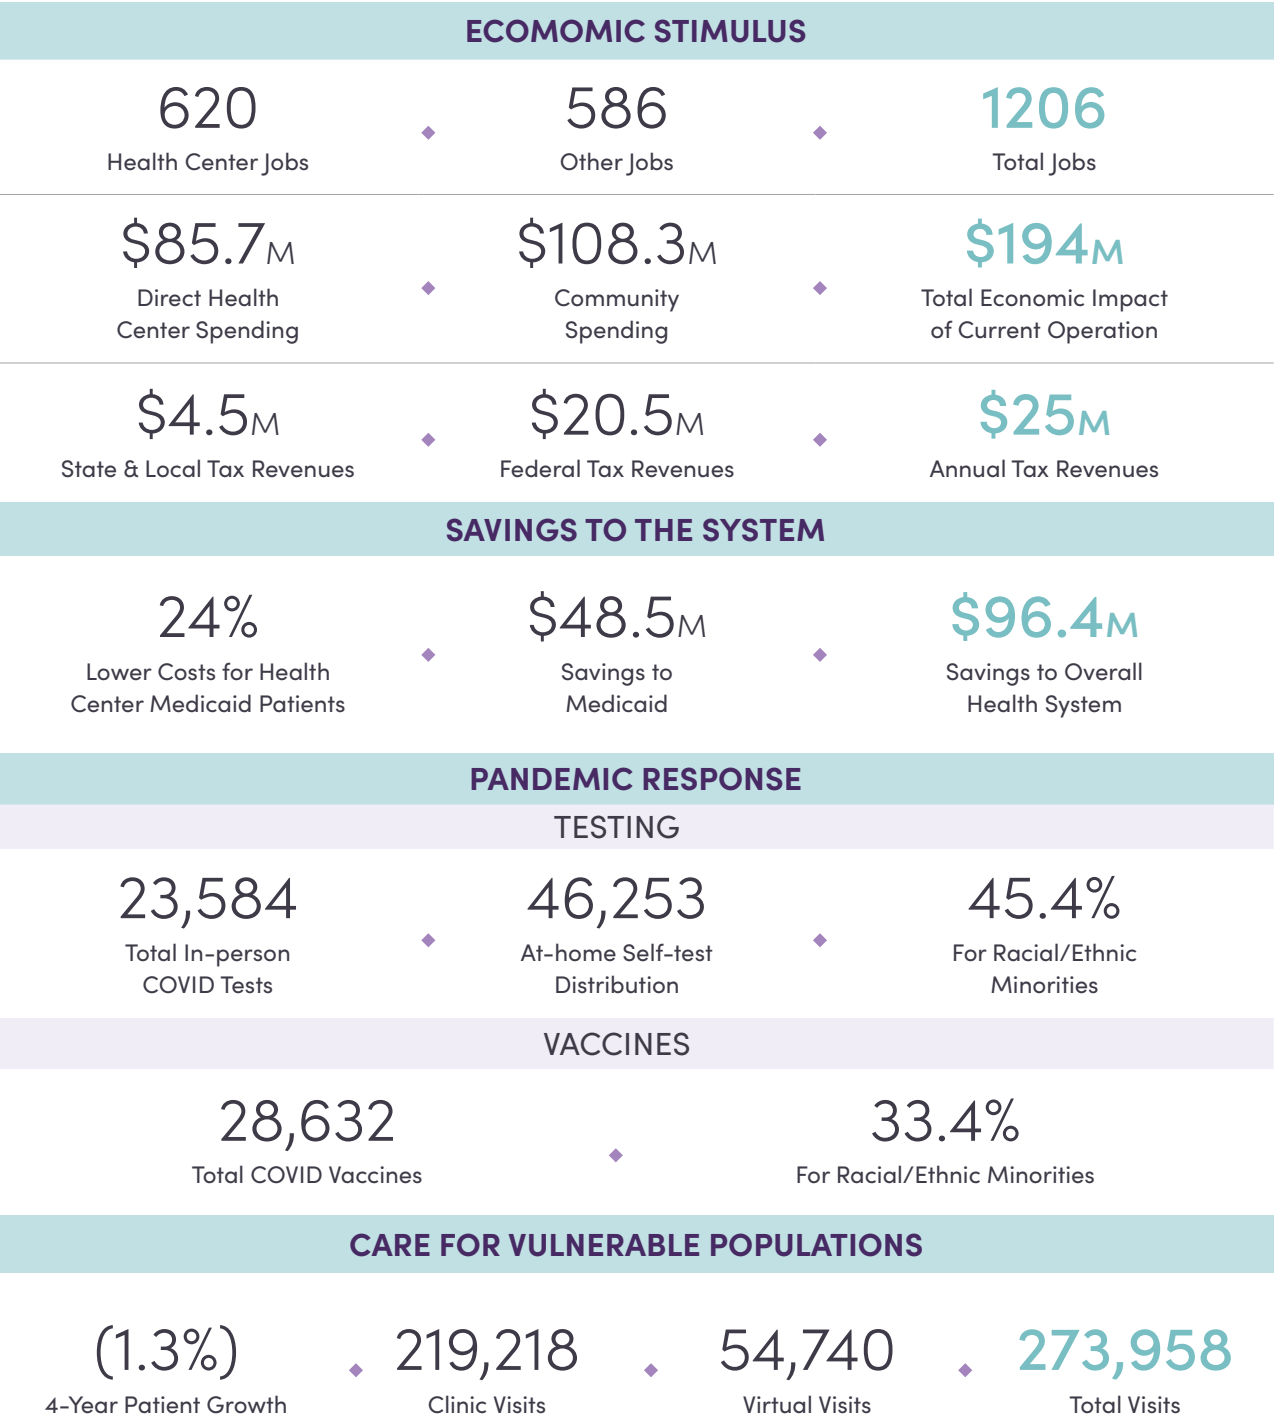 ECOMOMIC STIMULUS
620
Health Center Jobs
586
Other Jobs
1206
Total Jobs
$85.7M
Direct Health
Center Spending
$108.3M
Community
Spending
$194M
Total Economic Impact
of Current Operation
$4.5M
State & Local Tax Revenues
$20.5M
Federal Tax Revenues
$25M
Annual Tax Revenues
SAVINGS TO THE SYSTEM
24%
Lower Costs for Health
Center Medicaid Patients
$48.5M
Savings to
Medicaid
$96.4M
Savings to Overall
Health System
PANDEMIC RESPONSE
TESTING
23,584
Total In-person
COVID Tests
46,253
At-home Self-test
Distribution
45.4%
For Racial/Ethnic
Minorities
VACCINES
28,632
Total COVID Vaccines
33.4%
For Racial/Ethnic Minorities
CARE FOR VULNERABLE POPULATIONS
(1.3%)
4-Year Patient Growth
219,218
Clinic Visits
54,740
Virtual Visits
273,958
Total Visits